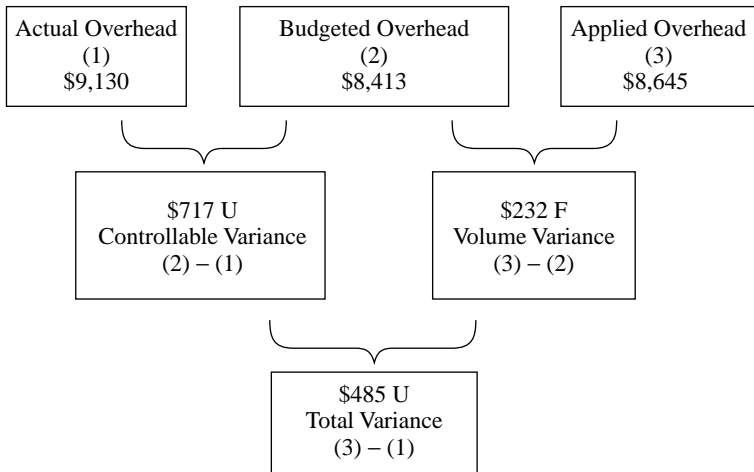 Actual Overhead
(1)
$9,130
Budgeted Overhead
(2)
$8,413
Applied Overhead
(3)
$8,645
$717 U
Controllable Variance
(2) – (1)
$232 F
Volume Variance
(3) – (2)
$485 U
Total Variance
(3) – (1)